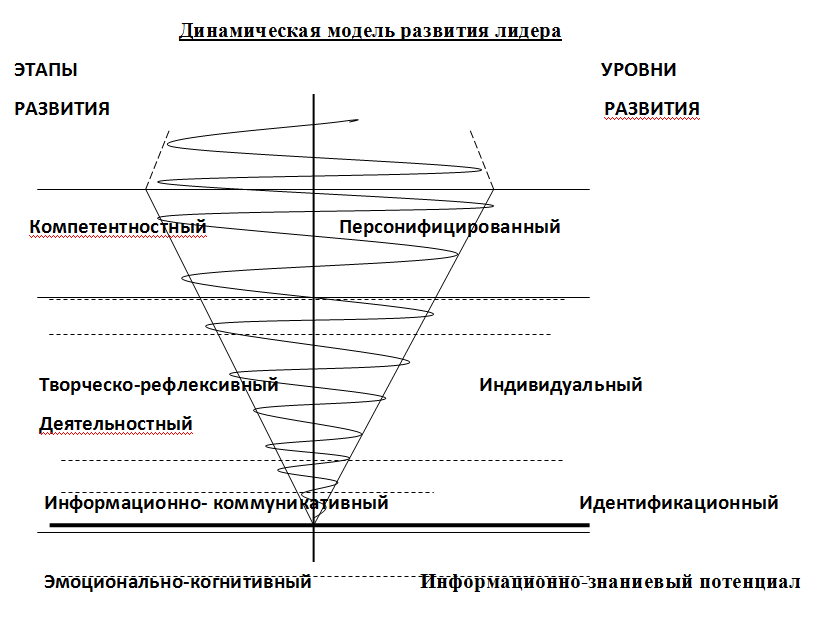 Динамическая модель развития лидера
ЭТАПЫ УРОВНИ
РАЗВИТИЯ РАЗВИТИЯ
Компетентностный Персонифицированный
Творческо-рефлексивный Индивидуальный
Деятельностный
Информационно- коммуникативный Идентификационный
Эмоционально-когнитивный Информационно-знаниевый потенциал